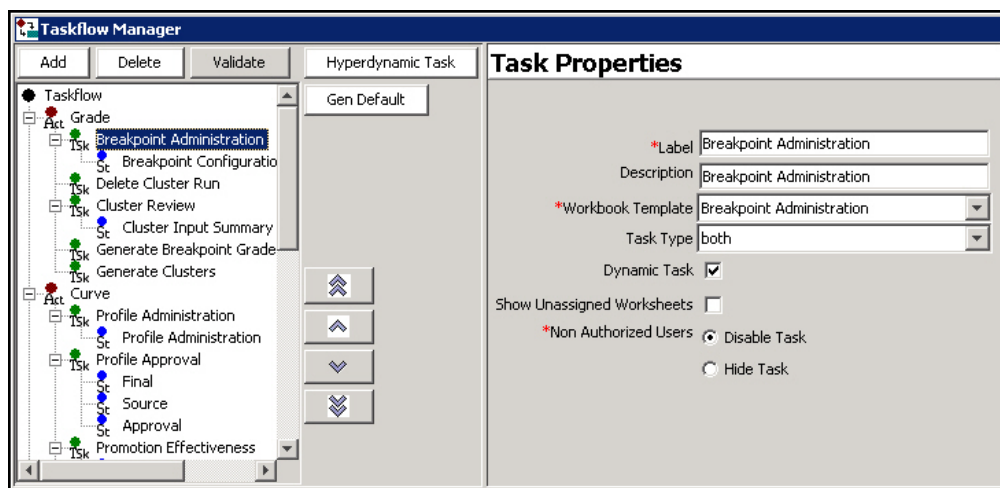 Taskflow Manager
Add Delete Validate Hyperdynamic Task
Gen Default
Taskflow
Act Grade
Tsk Breakpoint Administration
St Breakpoint Configuratio
Tsk Delete Cluster Run
Tsk Cluster Review
St Cluster Input Summary
Tsk Generate Breakpoint Grade
Tsk Generate Clusters
Act Curve
Tsk Profile Administration
St Profile Administration
Tsk Profile Approval
St Final
St Source
St Approval
Tsk Promotion Effectiveness
Task Properties
*Label Breakpoint Administration
Description Breakpoint Administration
*Workbook Template Breakpoint Administration
Task Type both
Dynamic Task
Show Unassigned Worksheets
*Non Authorized Users Disable Task
Hide Task